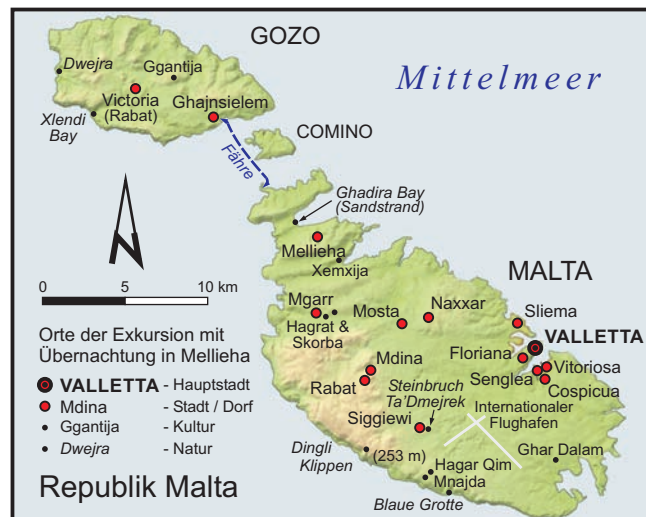 GOZO
Dwejra
Ggantija
Mittelmeer
Victoria
(Rabat)
Ghajnsielem
Xlendi
Bay
COMINO
Fähre
Ghadira Bay
(Sandstrand)
Mellieha
Xemxija
MALTA
0 5 10 km
Mgarr
Hagrat &
Skorba
Mosta
Naxxar
Sliema
VALLETTA
Floriana
Vitoriosa
Senglea
Cospicua
Mdina
Rabat
Steinbruch
Ta'Dmejrek
Siggiewi
Internationaler
Flughafen
Ghar Dalam
Dingli
Klippen
(253 m)
Hagar Qim
Mnajda
Blaue Grotte
Orte der Exkursion mit
Übernachtung in Mellieha
VALLETTA - Hauptstadt
Mdina - Stadt / Dorf
Ggantija - Kultur
Dwejra - Natur
Republik Malta